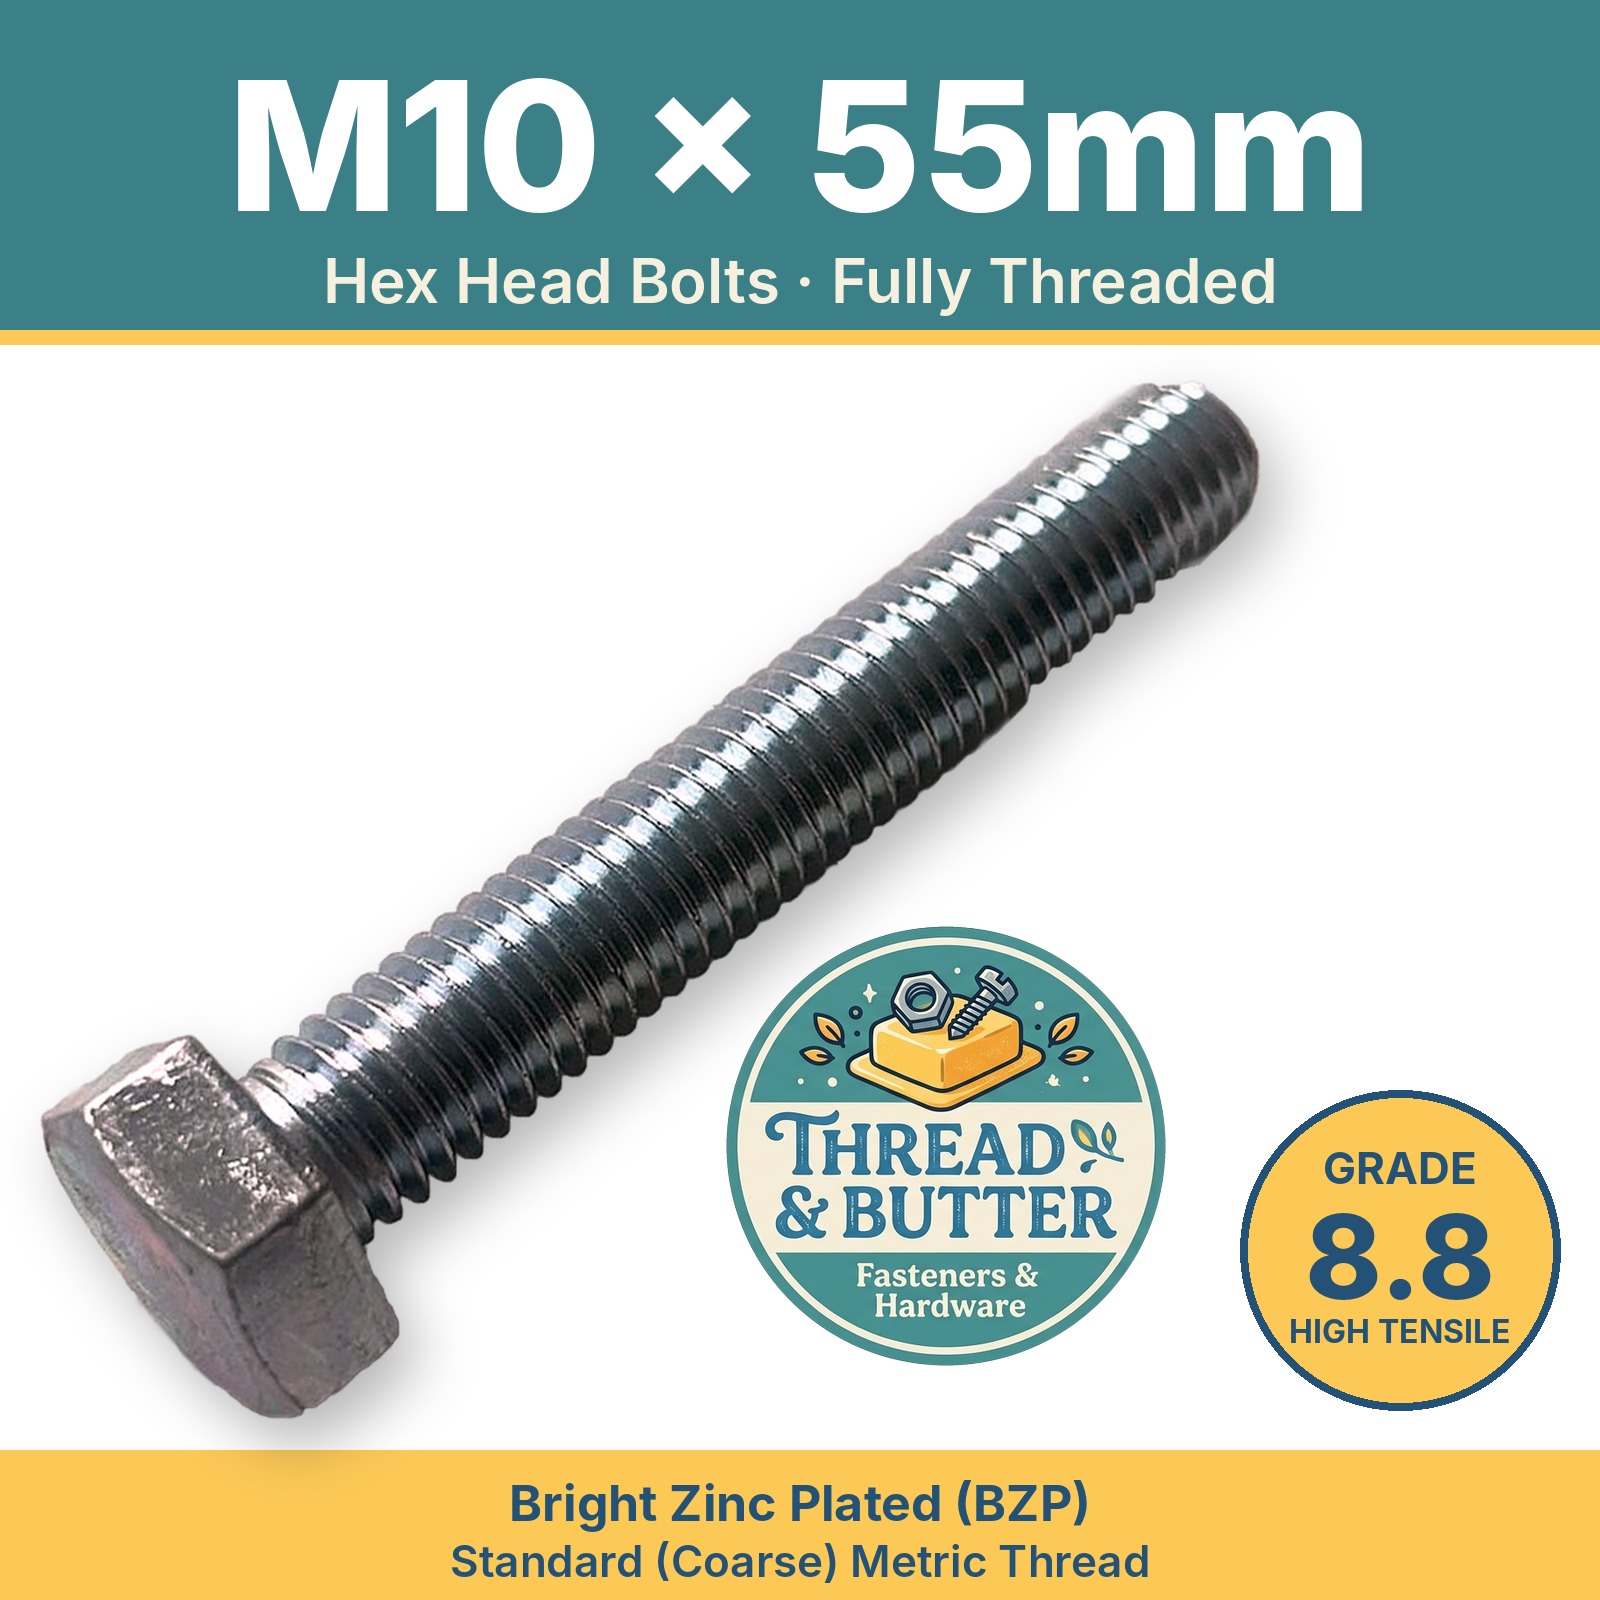 M10 × 55mm
Hex Head Bolts · Fully Threaded
THREAD
& BUTTER
Fasteners &
Hardware
GRADE
8.8
HIGH TENSILE
Bright Zinc Plated (BZP)
Standard (Coarse) Metric Thread